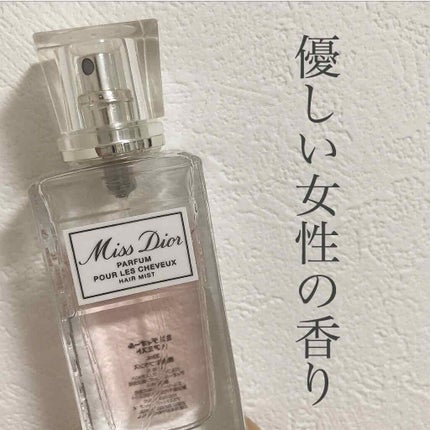 優しい女性の香り
Miss Dior
PARFUM
POUR LES CHEVEUX
HAIR MIST